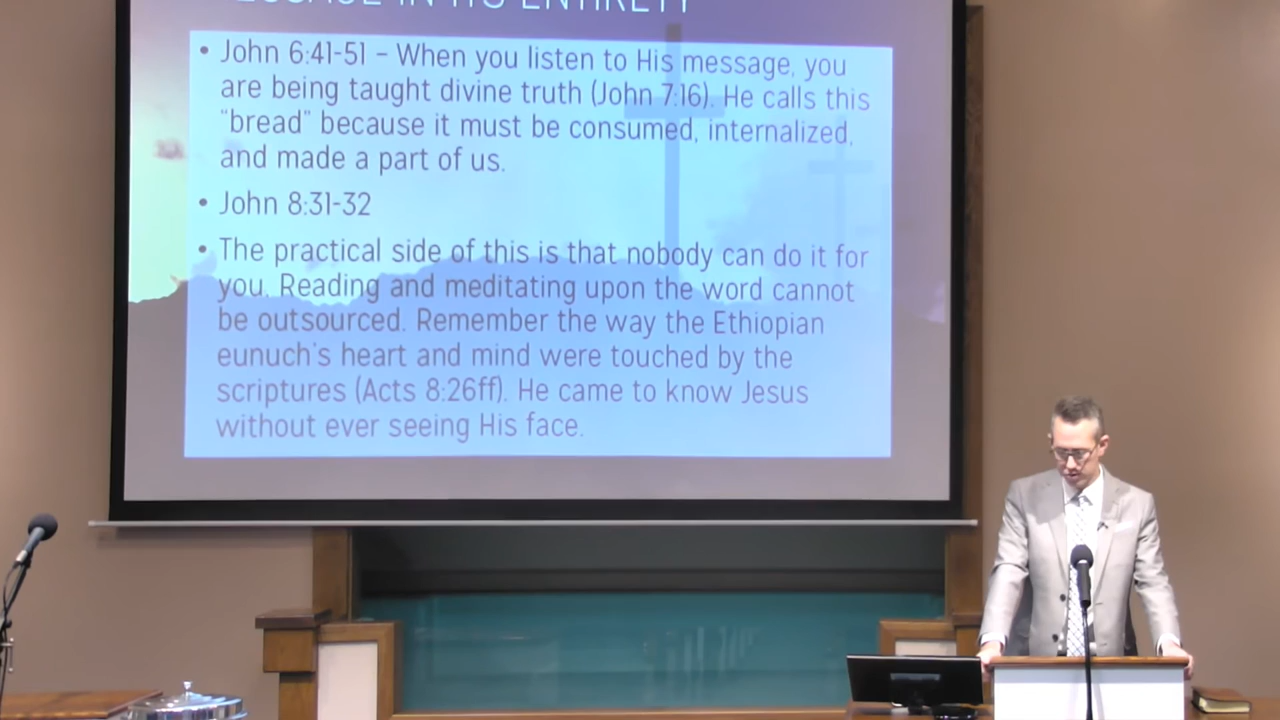 IN ITS ENTIRETY
• John 6:41-51 – When you listen to His message, you
are being taught divine truth (John 7:16). He calls this
"bread" because it must be consumed, internalized,
and made a part of us.
• John 8:31-32
• The practical side of this is that nobody can do it for
you. Reading and meditating upon the word cannot
be outsourced. Remember the way the Ethiopian
eunuch's heart and mind were touched by the
scriptures (Acts 8:26ff). He came to know Jesus
without ever seeing His face.